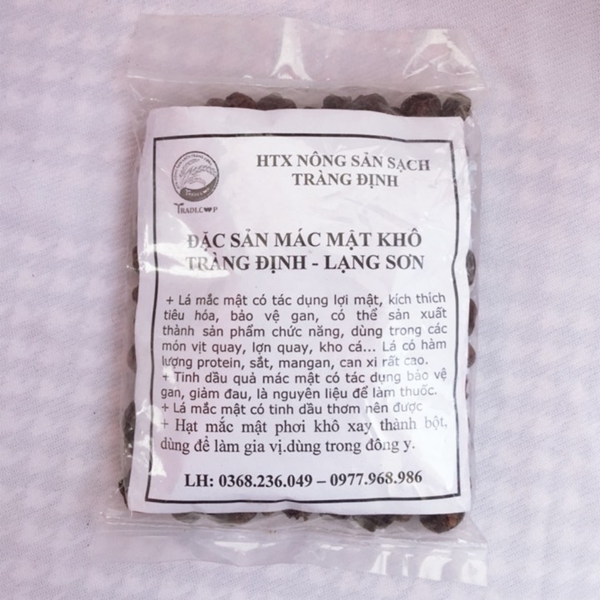 HTX NÔNG SẢN SẠCH
TRÀNG ĐỊNH
TRADLCOOP
ĐẶC SẢN MÁC MẬT KHÔ
TRÀNG ĐỊNH - LẠNG SƠN
+ Lá mắc mật có tác dụng lợi mật, kích thích
tiêu hóa, bảo vệ gan, có thể sản xuất
thành sản phẩm chức năng, dùng trong các
món vịt quay, lợn quay, kho cá... Lá có hàm
lượng protein, sắt, mangan, can xi rất cao.
+ Tinh dầu quả mác mật có tác dụng bảo vệ
gan, giảm đau, là nguyên liệu để làm thuốc.
+ Lá mắc mật có tinh dầu thơm nên được
+ Hạt mắc mật phơi khô xay thành bột,
dùng để làm gia vị.dùng trong đông y.
LH: 0368.236.049 – 0977.968.986